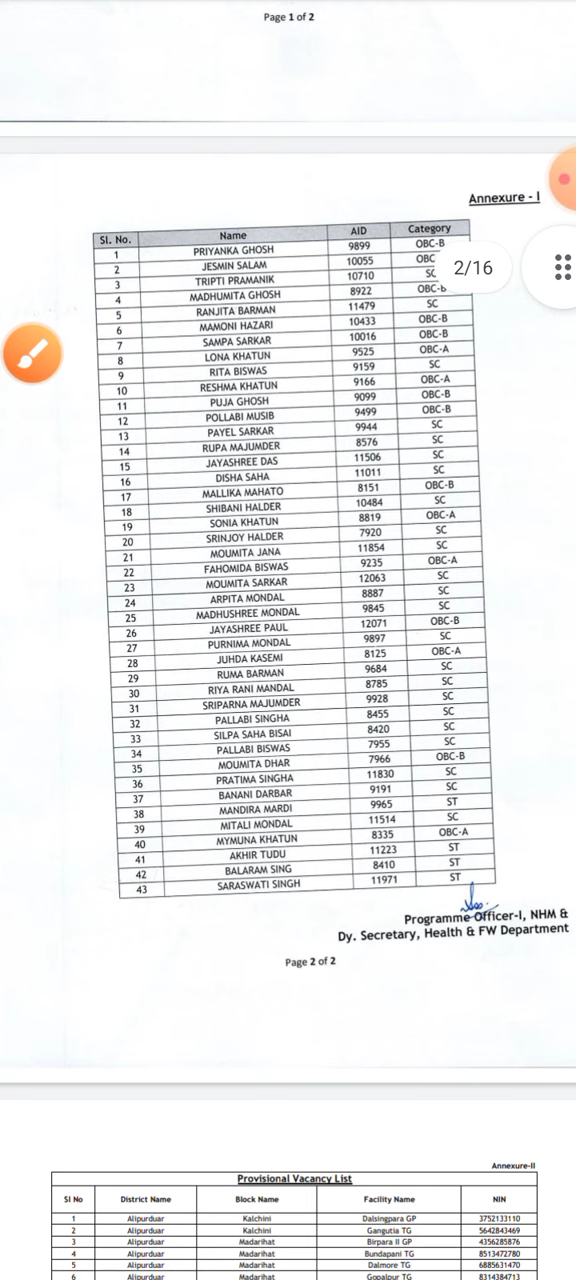 Page 1 of 2
Annexure - I
Sl. No. Name AID Category
1 PRIYANKA GHOSH 9899 OBC-B
2 JESMIN SALAM 10055 OBC
3 TRIPTI PRAMANIK 10710 SC
4 MADHUMITA GHOSH 8922 OBC-B
2/16
5 RANJITA BARMAN 11479 SC
6 MAMONI HAZARI 10433 OBC-B
7 SAMPA SARKAR 10016 OBC-B
8 LONA KHATUN 9525 OBC-A
9 RITA BISWAS 9159 SC
10 RESHMA KHATUN 9166 OBC-A
11 PUJA GHOSH 9099 OBC-B
12 POLLABI MUSIB 9499 OBC-B
13 PAYEL SARKAR 9944 SC
14 RUPA MAJUMDER 8576 SC
15 JAYASHREE DAS 11506 SC
16 DISHA SAHA 11011 SC
17 MALLIKA MAHATO 8151 OBC-B
18 SHIBANI HALDER 10484 SC
19 SONIA KHATUN 8819 OBC-A
20 SRINJOY HALDER 7920 SC
21 MOUMITA JANA 11854 SC
22 FAHOMIDA BISWAS 9235 OBC-A
23 MOUMITA SARKAR 12063 SC
24 ARPITA MONDAL 8887 SC
25 MADHUSHREE MONDAL 9845 SC
26 JAYASHREE PAUL 12071 OBC-B
27 PURNIMA MONDAL 9897 SC
28 JUHDA KASEMI 8125 OBC-A
29 RUMA BARMAN 9684 SC
30 RIYA RANI MANDAL 8785 SC
31 SRIPARNA MAJUMDER 9928 SC
32 PALLABI SINGHA 8455 SC
33 SILPA SAHA BISAI 8420 SC
34 PALLABI BISWAS 7955 SC
35 MOUMITA DHAR 7966 OBC-B
36 PRATIMA SINGHA 11830 SC
37 BANANI DARBAR 9191 SC
38 MANDIRA MARDI 9965 ST
39 MITALI MONDAL 11514 SC
40 MYMUNA KHATUN 8335 OBC-A
41 AKHIR TUDU 11223 ST
42 BALARAM SING 8410 ST
43 SARASWATI SINGH 11971 ST
Programme Officer-I, NHM &
Dy. Secretary, Health & FW Department
Page 2 of 2
Annexure-II
Provisional Vacancy List
Sl No District Name Block Name Facility Name NIN
1 Alipurduar Kalchini Dalsingpara GP 3752133110
2 Alipurduar Kalchini Gangutia TG 5642843469
3 Alipurduar Madarihat Birpara II GP 4356285876
4 Alipurduar Madarihat Bundapani TG 8513472780
5 Alipurduar Madarihat Dalmore TG 6885631470
6 Alipurduar Madarihat Gopalpur TG 8314384713